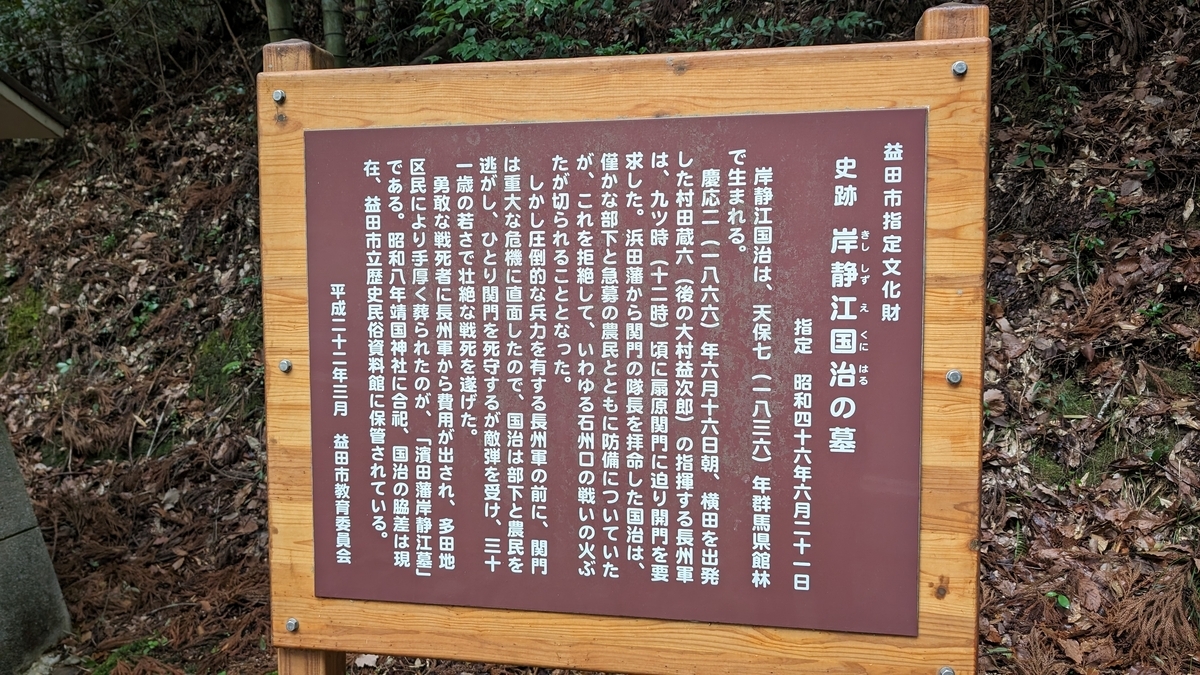 益田市指定文化財
史跡 岸静江国治の墓
きし しず え くに はる
指定 昭和四十六年六月二十一日
岸静江国治は、天保七（一八三六）年群馬県館林
で生まれる。
慶応二（一八六六）年六月十六日朝、横田を出発
した村田蔵六（後の大村益次郎）の指揮する長州軍
は、九ツ時（十二時）頃に扇原関門に迫り開門を要
求した。浜田藩から関門の隊長を拝命した国治は、
僅かな部下と急募の農民とともに防備についていた
が、これを拒絶して、いわゆる石州口の戦いの火ぶ
たが切られることとなった。
しかし圧倒的な兵力を有する長州軍の前に、関門
は重大な危機に直面したので、国治は部下と農民を
逃がし、ひとり関門を死守するが敵弾を受け、三十
一歳の若さで壮絶な戦死を遂げた。
勇敢な戦死者に長州軍から費用が出され、多田地
区民により手厚く葬られたのが、「濱田藩岸静江墓」
である。昭和八年靖国神社に合祀、国治の脇差は現
在、益田市立歴史民俗資料館に保管されている。
平成二十二年三月 益田市教育委員会